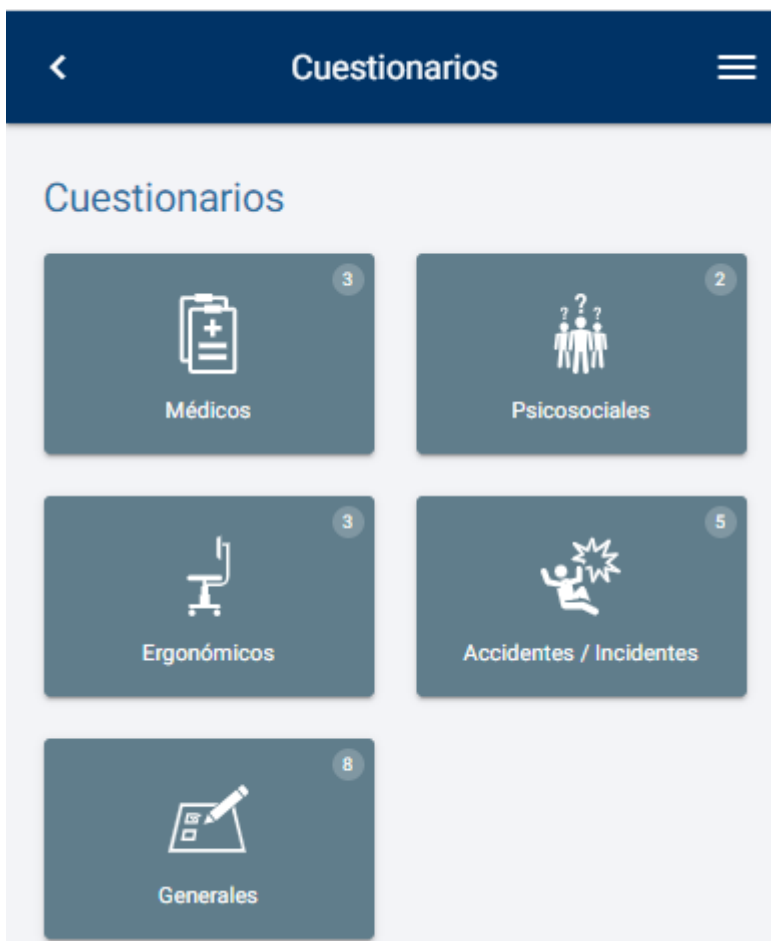 Cuestionarios
Cuestionarios
3
Médicos
2
? ? ?
Psicosociales
3
Ergonómicos
5
Accidentes / Incidentes
8
Generales